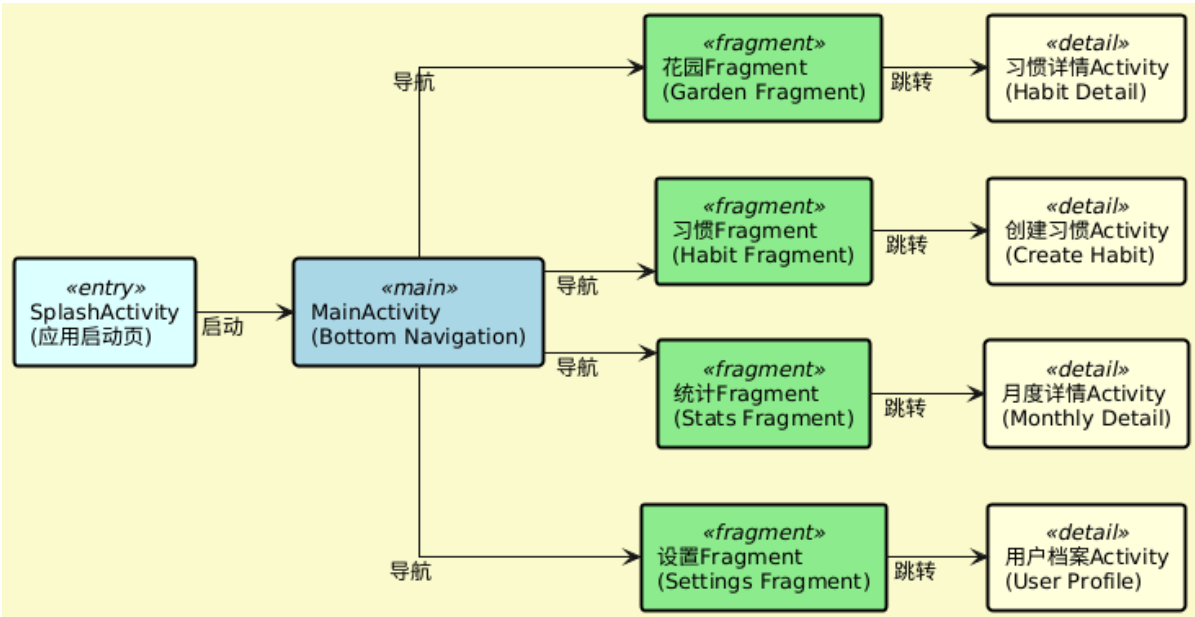 «entry»
SplashActivity
(应用启动页)
启动
«main»
MainActivity
(Bottom Navigation)
导航
«fragment»
花园Fragment
(Garden Fragment)
跳转
«detail»
习惯详情Activity
(Habit Detail)
导航
«fragment»
习惯Fragment
(Habit Fragment)
跳转
«detail»
创建习惯Activity
(Create Habit)
导航
«fragment»
统计Fragment
(Stats Fragment)
跳转
«detail»
月度详情Activity
(Monthly Detail)
导航
«fragment»
设置Fragment
(Settings Fragment)
跳转
«detail»
用户档案Activity
(User Profile)